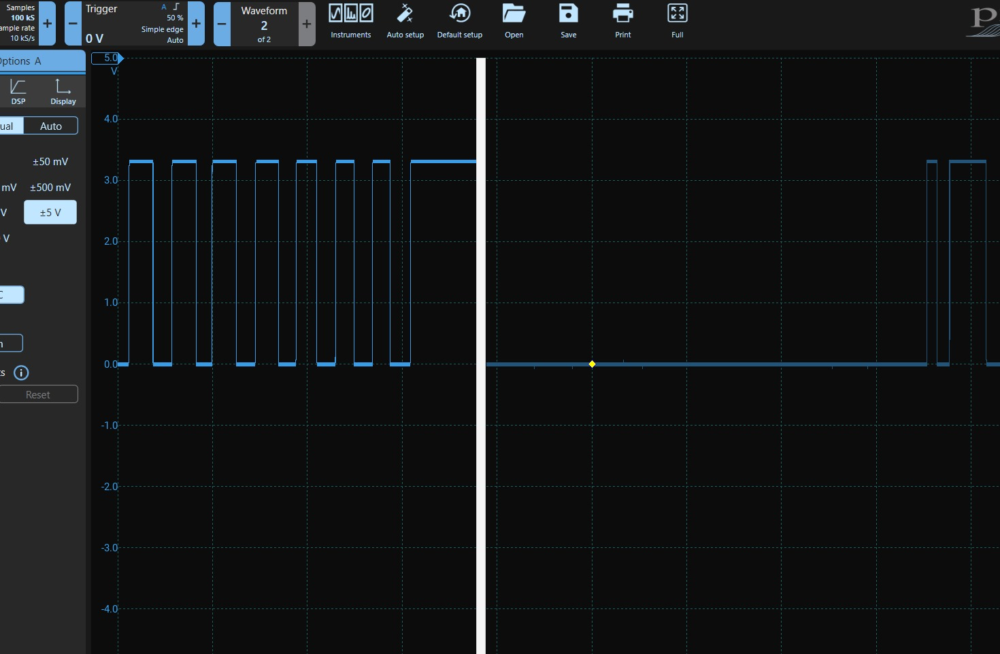 Samples
100 kS
ample rate
10 kS/s
+
−
Trigger
A
50 %
Simple edge
0 V
Auto
+
−
Waveform
2
of 2
+
Instruments
Auto setup
Default setup
Open
Save
Print
Full
p
ptions A
DSP
Display
ual
Auto
±50 mV
mV
±500 mV
V
±5 V
V
C
n
s
i
Reset
5.0
V
4.0
3.0
2.0
1.0
0.0
-1.0
-2.0
-3.0
-4.0